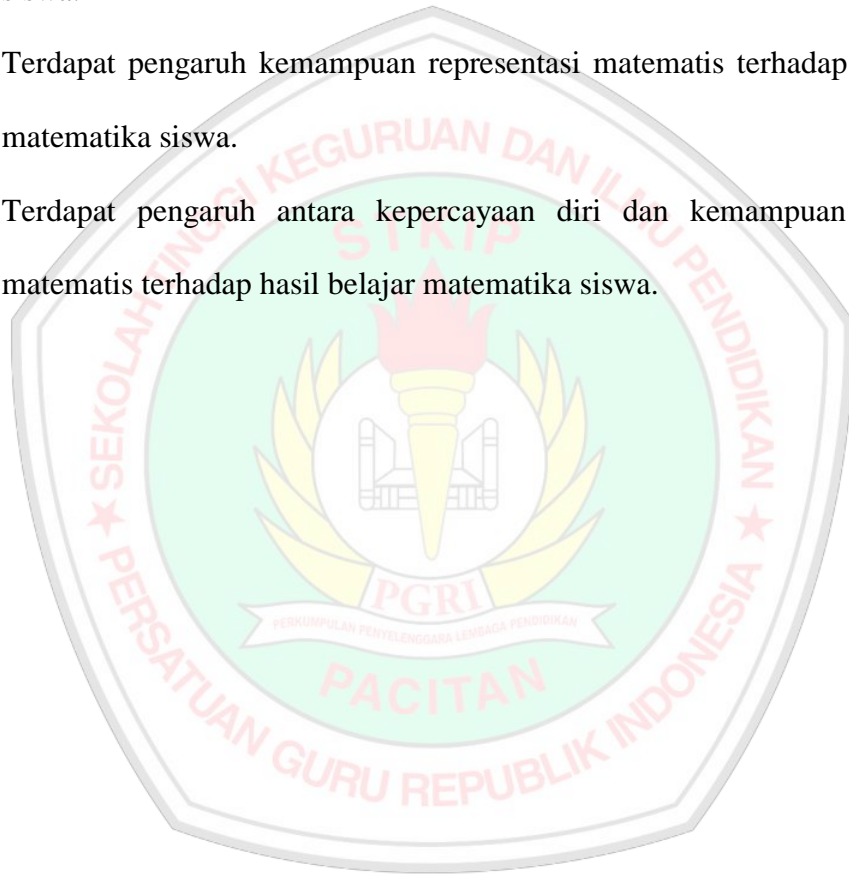 siswa.
Terdapat pengaruh kemampuan representasi matematis terhadap
matematika siswa.
Terdapat pengaruh antara kepercayaan diri dan kemampuan
matematis terhadap hasil belajar matematika siswa.
SEKOLAH TINGGI KEGURUAN DAN ILMU PENDIDIKAN
STKIP
PGRI
PERKUMPULAN PENYELENGGARA LEMBAGA PENDIDIKAN
PACITAN
PERSATUAN GURU REPUBLIK INDONESIA